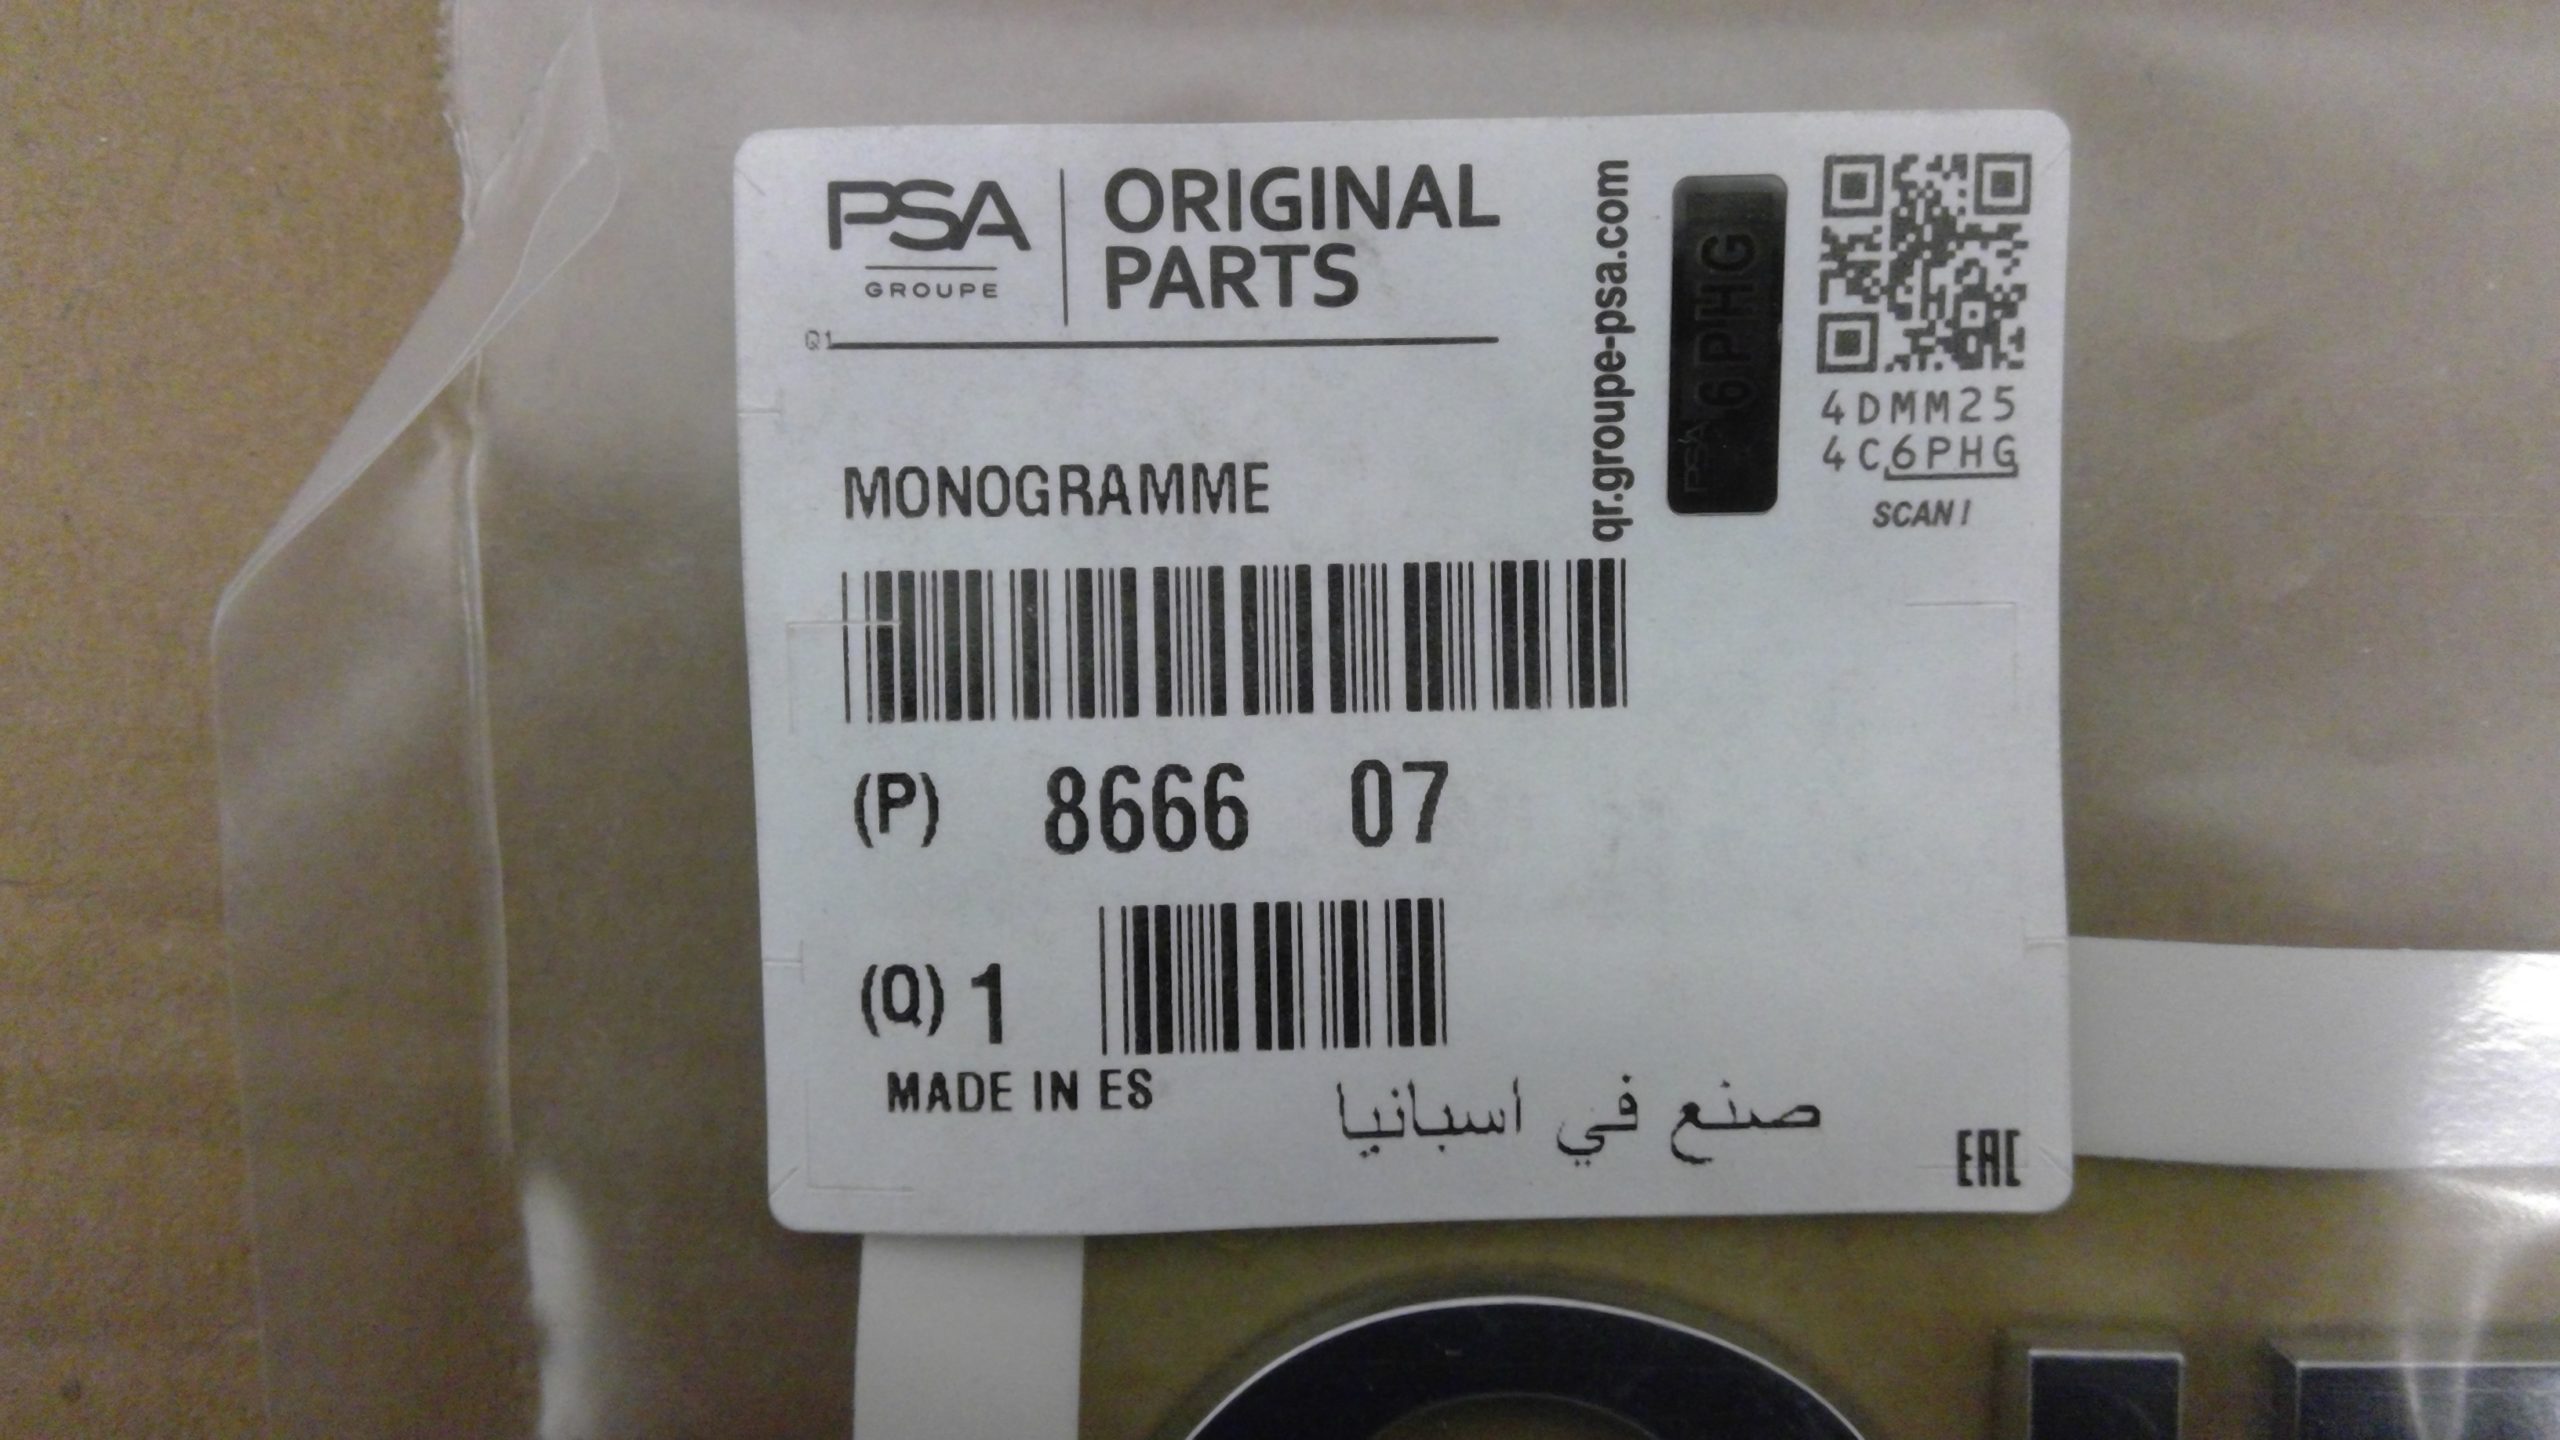 PSA
GROUPE
ORIGINAL
PARTS
Q1
qr.groupe-psa.com
PSA 6PHG
4DMM25
4C6PHG
SCAN!
MONOGRAMME
(P) 8666 07
(Q) 1
MADE IN ES
صنع في اسبانيا
EAC